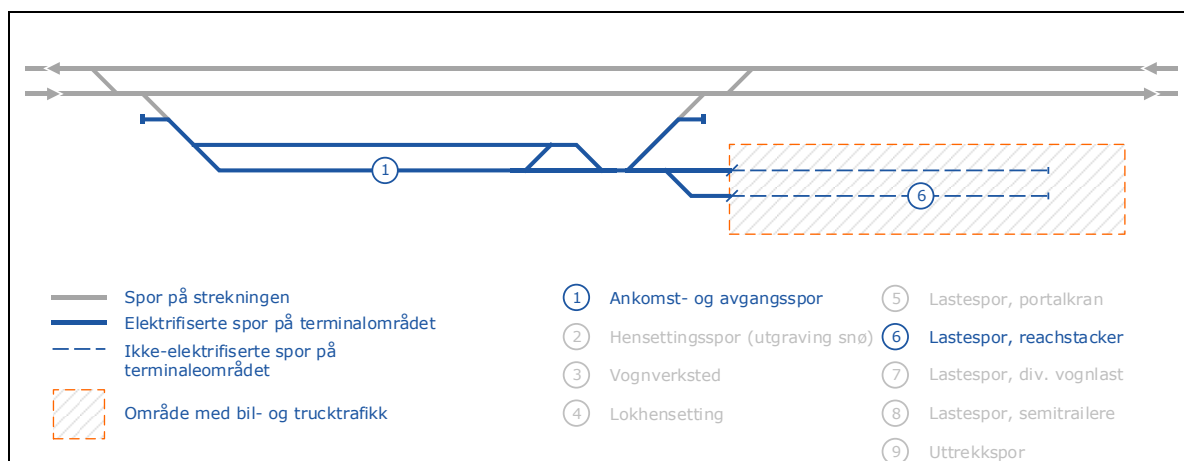 1
6
Spor på strekningen
Elektrifiserte spor på terminalområdet
Ikke-elektrifiserte spor på
terminaleområdet
Område med bil- og trucktrafikk
1 Ankomst- og avgangsspor
2 Hensettingsspor (utgraving snø)
3 Vognverksted
4 Lokhensetting
5 Lastespor, portalkran
6 Lastespor, reachstacker
7 Lastespor, div. vognlast
8 Lastespor, semitrailere
9 Uttrekkspor